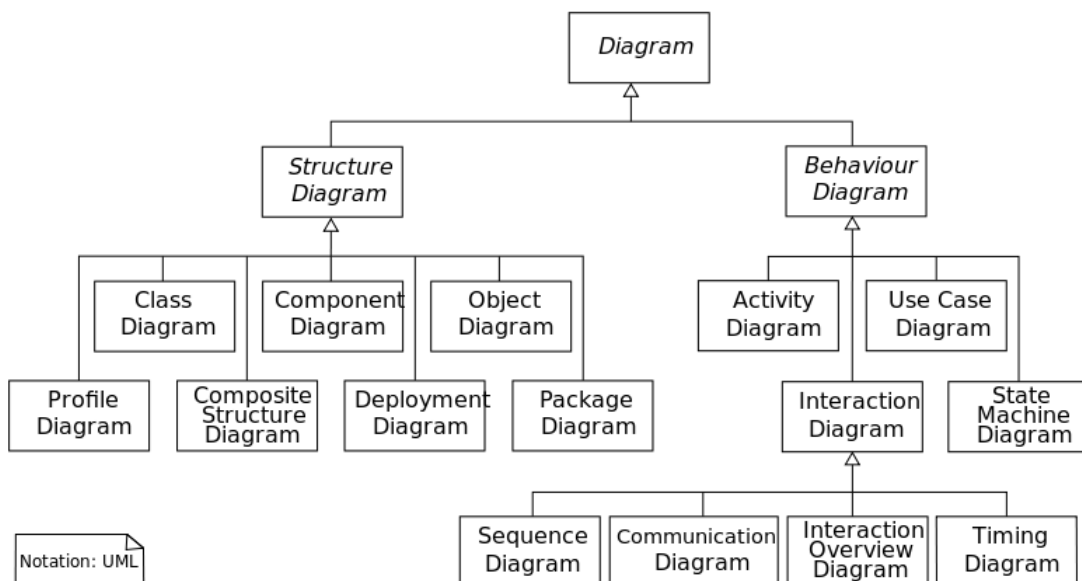 Diagram
Structure
Diagram
Behaviour
Diagram
Class
Diagram
Component
Diagram
Object
Diagram
Activity
Diagram
Use Case
Diagram
Profile
Diagram
Composite
Structure
Diagram
Deployment
Diagram
Package
Diagram
Interaction
Diagram
State
Machine
Diagram
Sequence
Diagram
Communication
Diagram
Interaction
Overview
Diagram
Timing
Diagram
Notation: UML